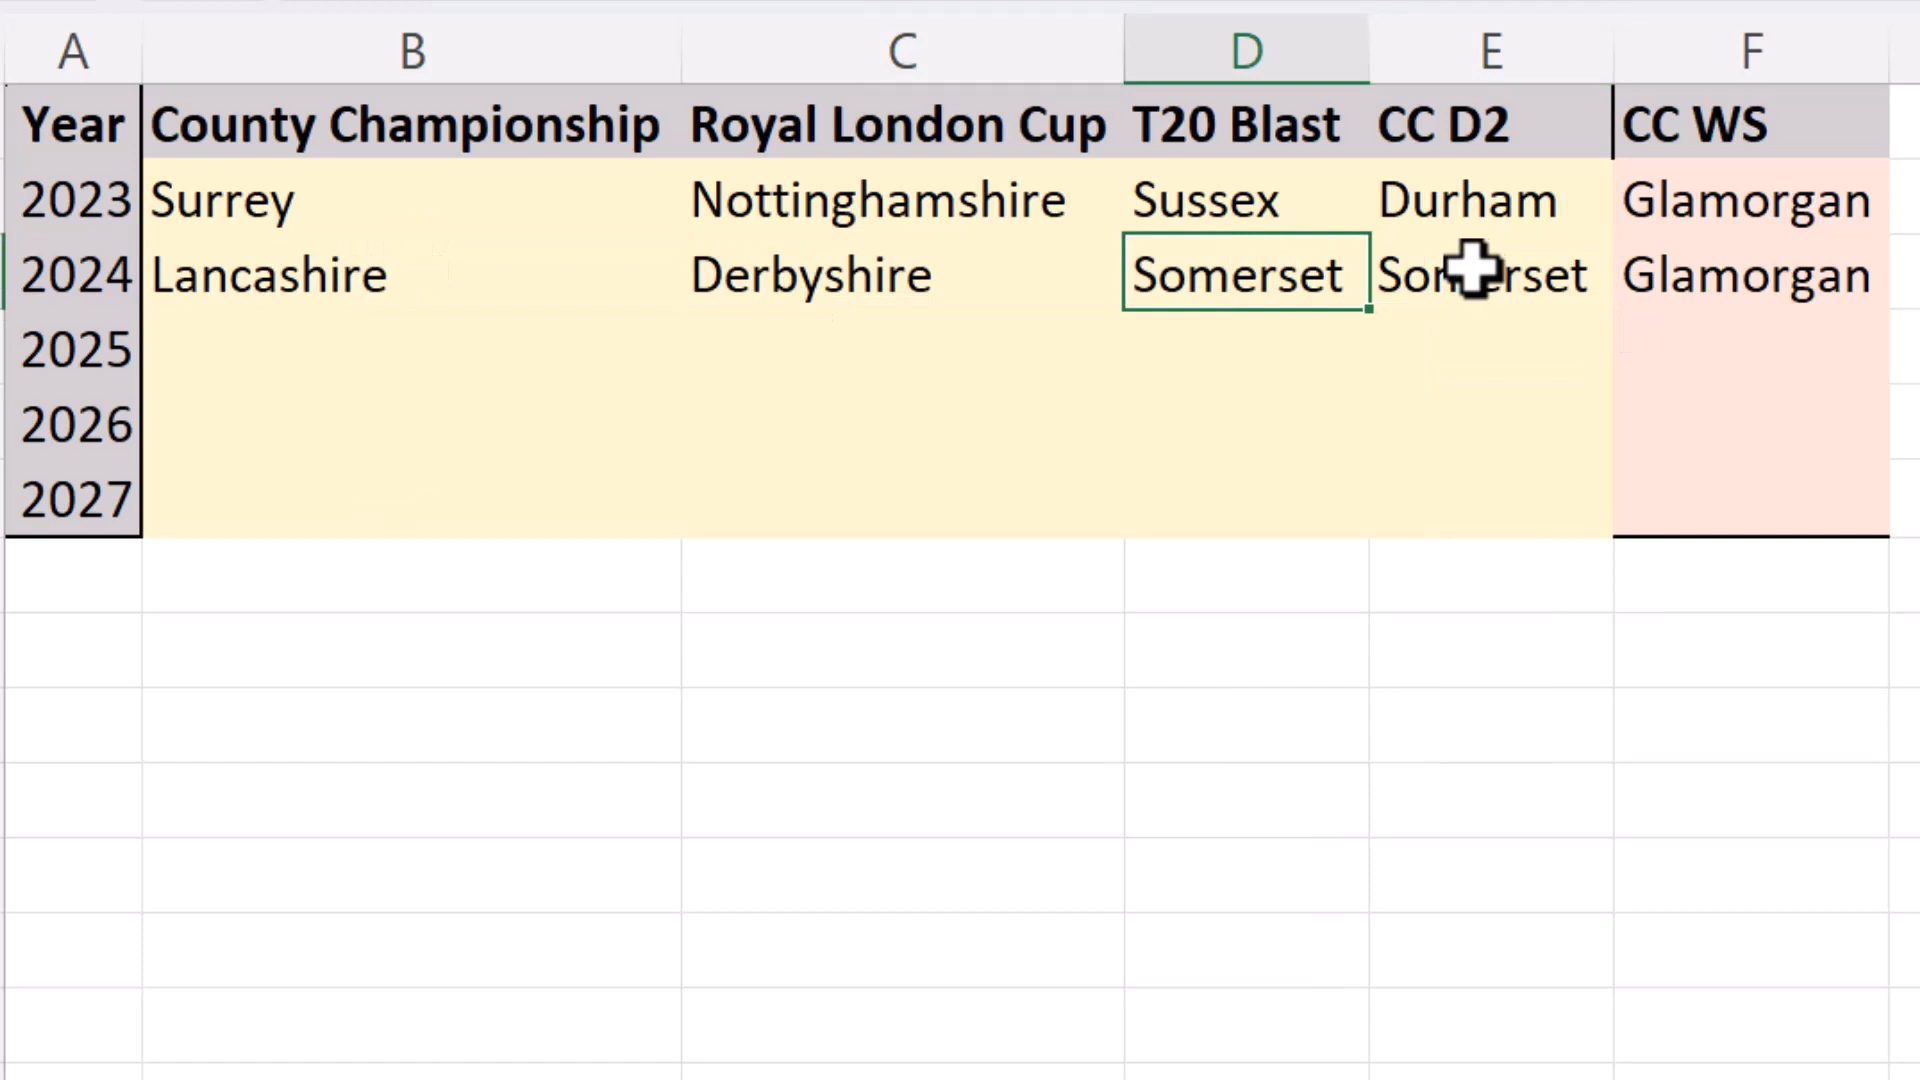 A B C D E F
Year County Championship Royal London Cup T20 Blast CC D2 CC WS
2023 Surrey Nottinghamshire Sussex Durham Glamorgan
2024 Lancashire Derbyshire Somerset Somerset Glamorgan
2025
2026
2027